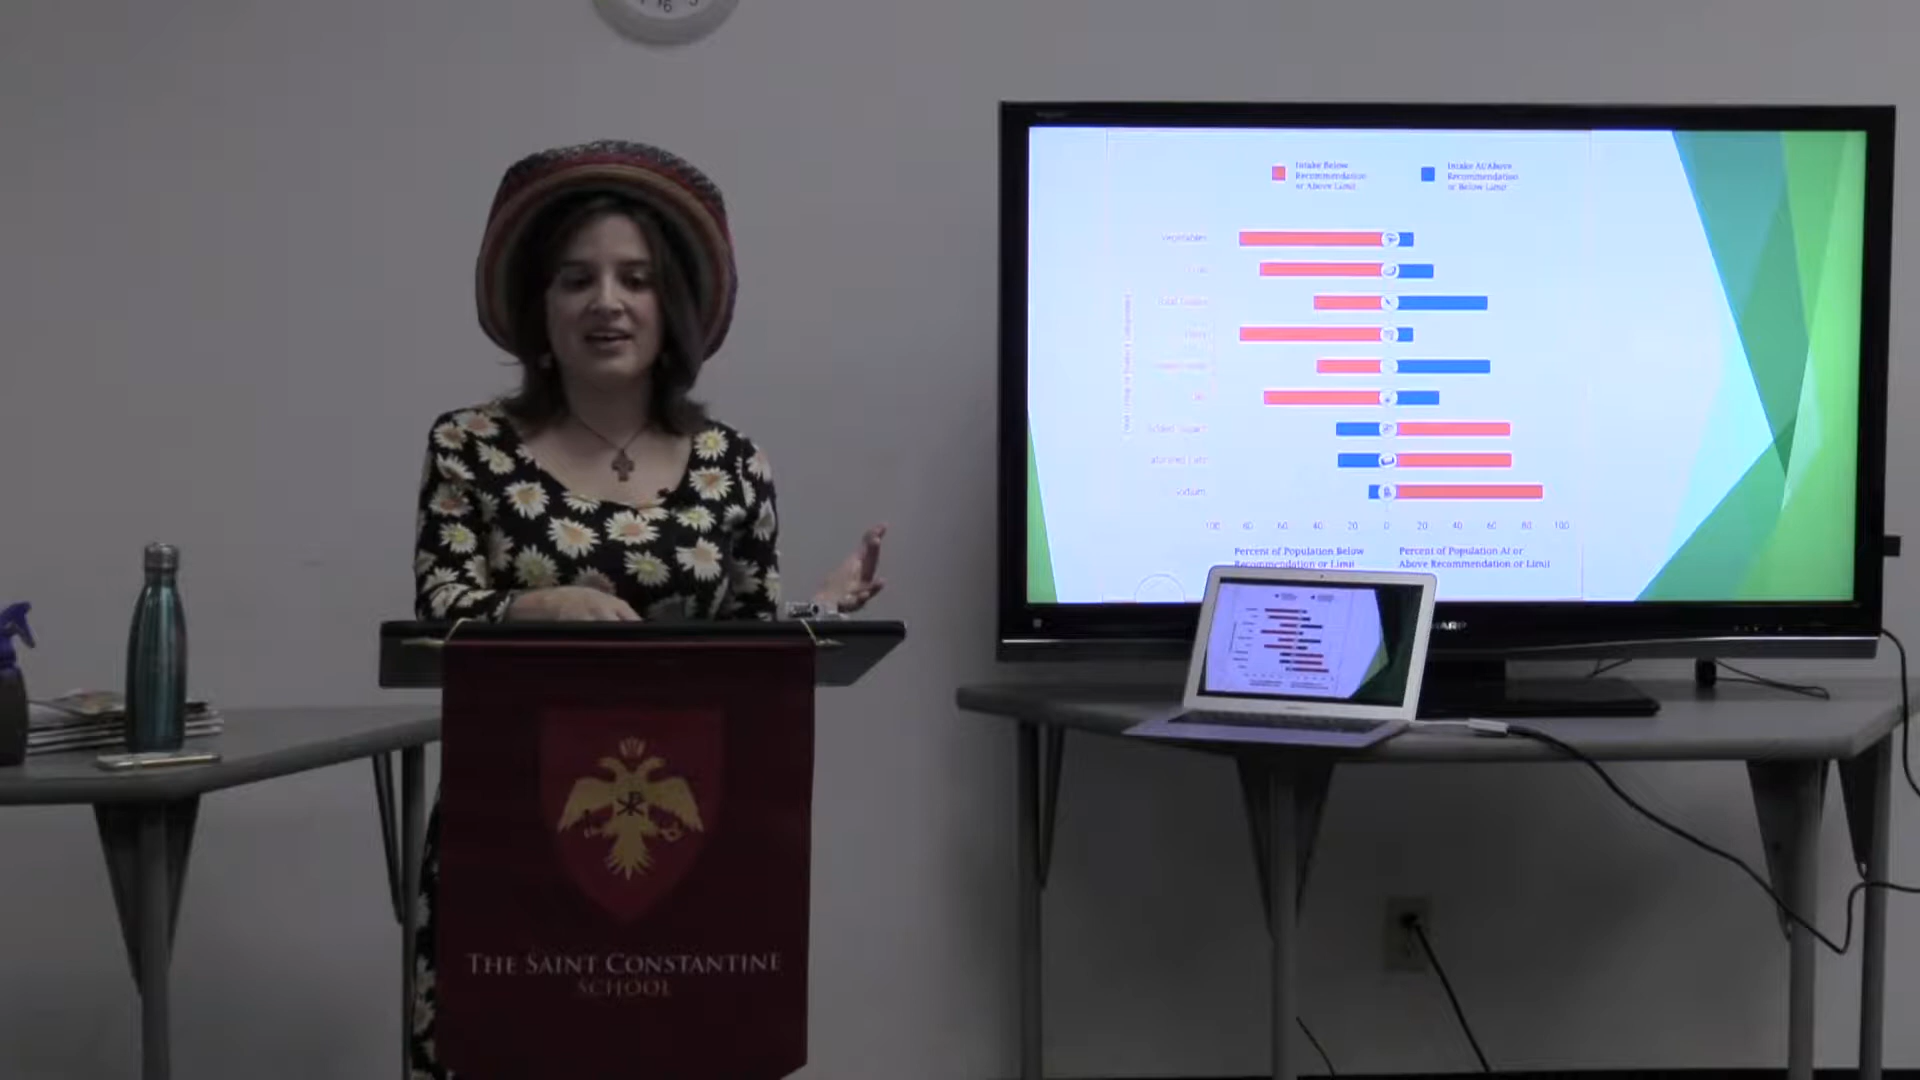 6
Intake Below
Recommendation
or Above Limit
Intake At/Above
Recommendation
or Below Limit
Vegetables
Total Grains
Dairy
Oils
Added Sugars
Saturated Fats
Sodium
100 80 60 40 20 0 20 40 60 80 100
Percent of Population Below
Recommendation or Limit
Percent of Population At or
Above Recommendation or Limit
THE SAINT CONSTANTINE
SCHOOL